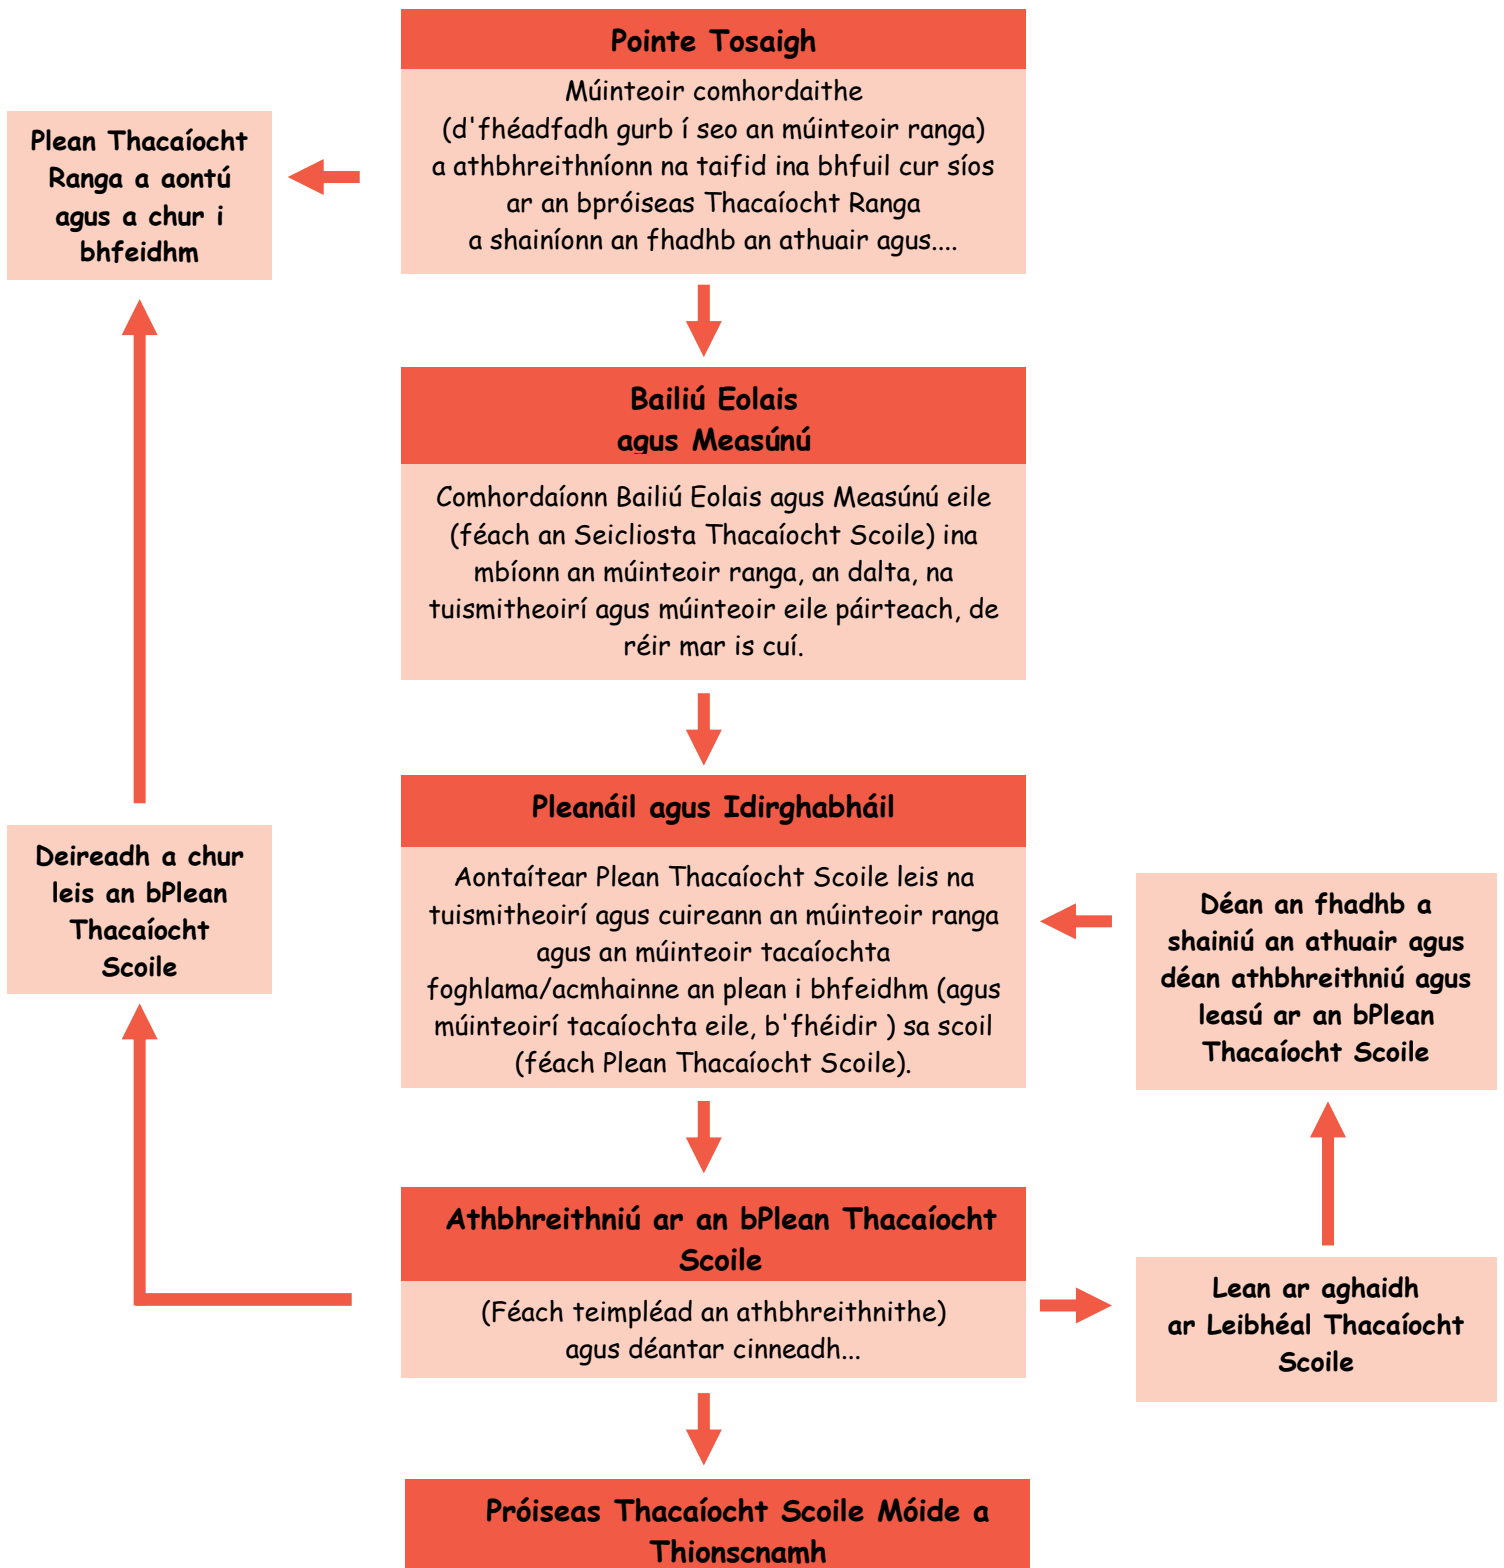 Pointe Tosaigh
Múinteoir comhordaithe
(d'fhéadfadh gurb í seo an múinteoir ranga)
a athbhreithníonn na taifid ina bhfuil cur síos
ar an bpróiseas Thacaíocht Ranga
a shainíonn an fhadhb an athuair agus....
Plean Thacaíocht
Ranga a aontú
agus a chur i
bhfeidhm
Bailiú Eolais
agus Measúnú
Comhordaíonn Bailiú Eolais agus Measúnú eile
(féach an Seicliosta Thacaíocht Scoile) ina
mbíonn an múinteoir ranga, an dalta, na
tuismitheoirí agus múinteoir eile páirteach, de
réir mar is cuí.
Pleanáil agus Idirghabháil
Aontaítear Plean Thacaíocht Scoile leis na
tuismitheoirí agus cuireann an múinteoir ranga
agus an múinteoir tacaíochta
foghlama/acmhainne an plean i bhfeidhm (agus
múinteoirí tacaíochta eile, b'fhéidir ) sa scoil
(féach Plean Thacaíocht Scoile).
Deireadh a chur
leis an bPlean
Thacaíocht
Scoile
Déan an fhadhb a
shainiú an athuair agus
déan athbhreithniú agus
leasú ar an bPlean
Thacaíocht Scoile
Athbhreithniú ar an bPlean Thacaíocht
Scoile
(Féach teimpléad an athbhreithnithe)
agus déantar cinneadh...
Lean ar aghaidh
ar Leibhéal Thacaíocht
Scoile
Próiseas Thacaíocht Scoile Móide a
Thionscnamh